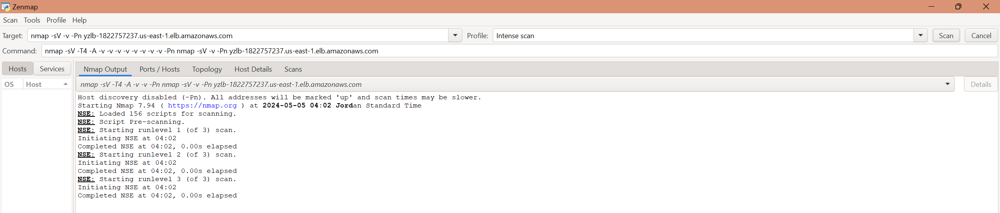 Zenmap
Scan Tools Profile Help
Target: nmap -sV -v -Pn yzlb-1822757237.us-east-1.elb.amazonaws.com Profile: Intense scan Scan Cancel
Command: nmap -sV -T4 -A -v -v -v -v -v -v -v -v -Pn nmap -sV -v -Pn yzlb-1822757237.us-east-1.elb.amazonaws.com
Hosts Services Nmap Output Ports / Hosts Topology Host Details Scans
OS Host nmap -sV -T4 -A -v -v -Pn nmap -sV -v -Pn yzlb-1822757237.us-east-1.elb.amazonaws.com Details
Host discovery disabled (-Pn). All addresses will be marked 'up' and scan times may be slower.
Starting Nmap 7.94 ( https://nmap.org ) at 2024-05-05 04:02 Jordan Standard Time
NSE: Loaded 156 scripts for scanning.
NSE: Script Pre-scanning.
NSE: Starting runlevel 1 (of 3) scan.
Initiating NSE at 04:02
Completed NSE at 04:02, 0.00s elapsed
NSE: Starting runlevel 2 (of 3) scan.
Initiating NSE at 04:02
Completed NSE at 04:02, 0.00s elapsed
NSE: Starting runlevel 3 (of 3) scan.
Initiating NSE at 04:02
Completed NSE at 04:02, 0.00s elapsed